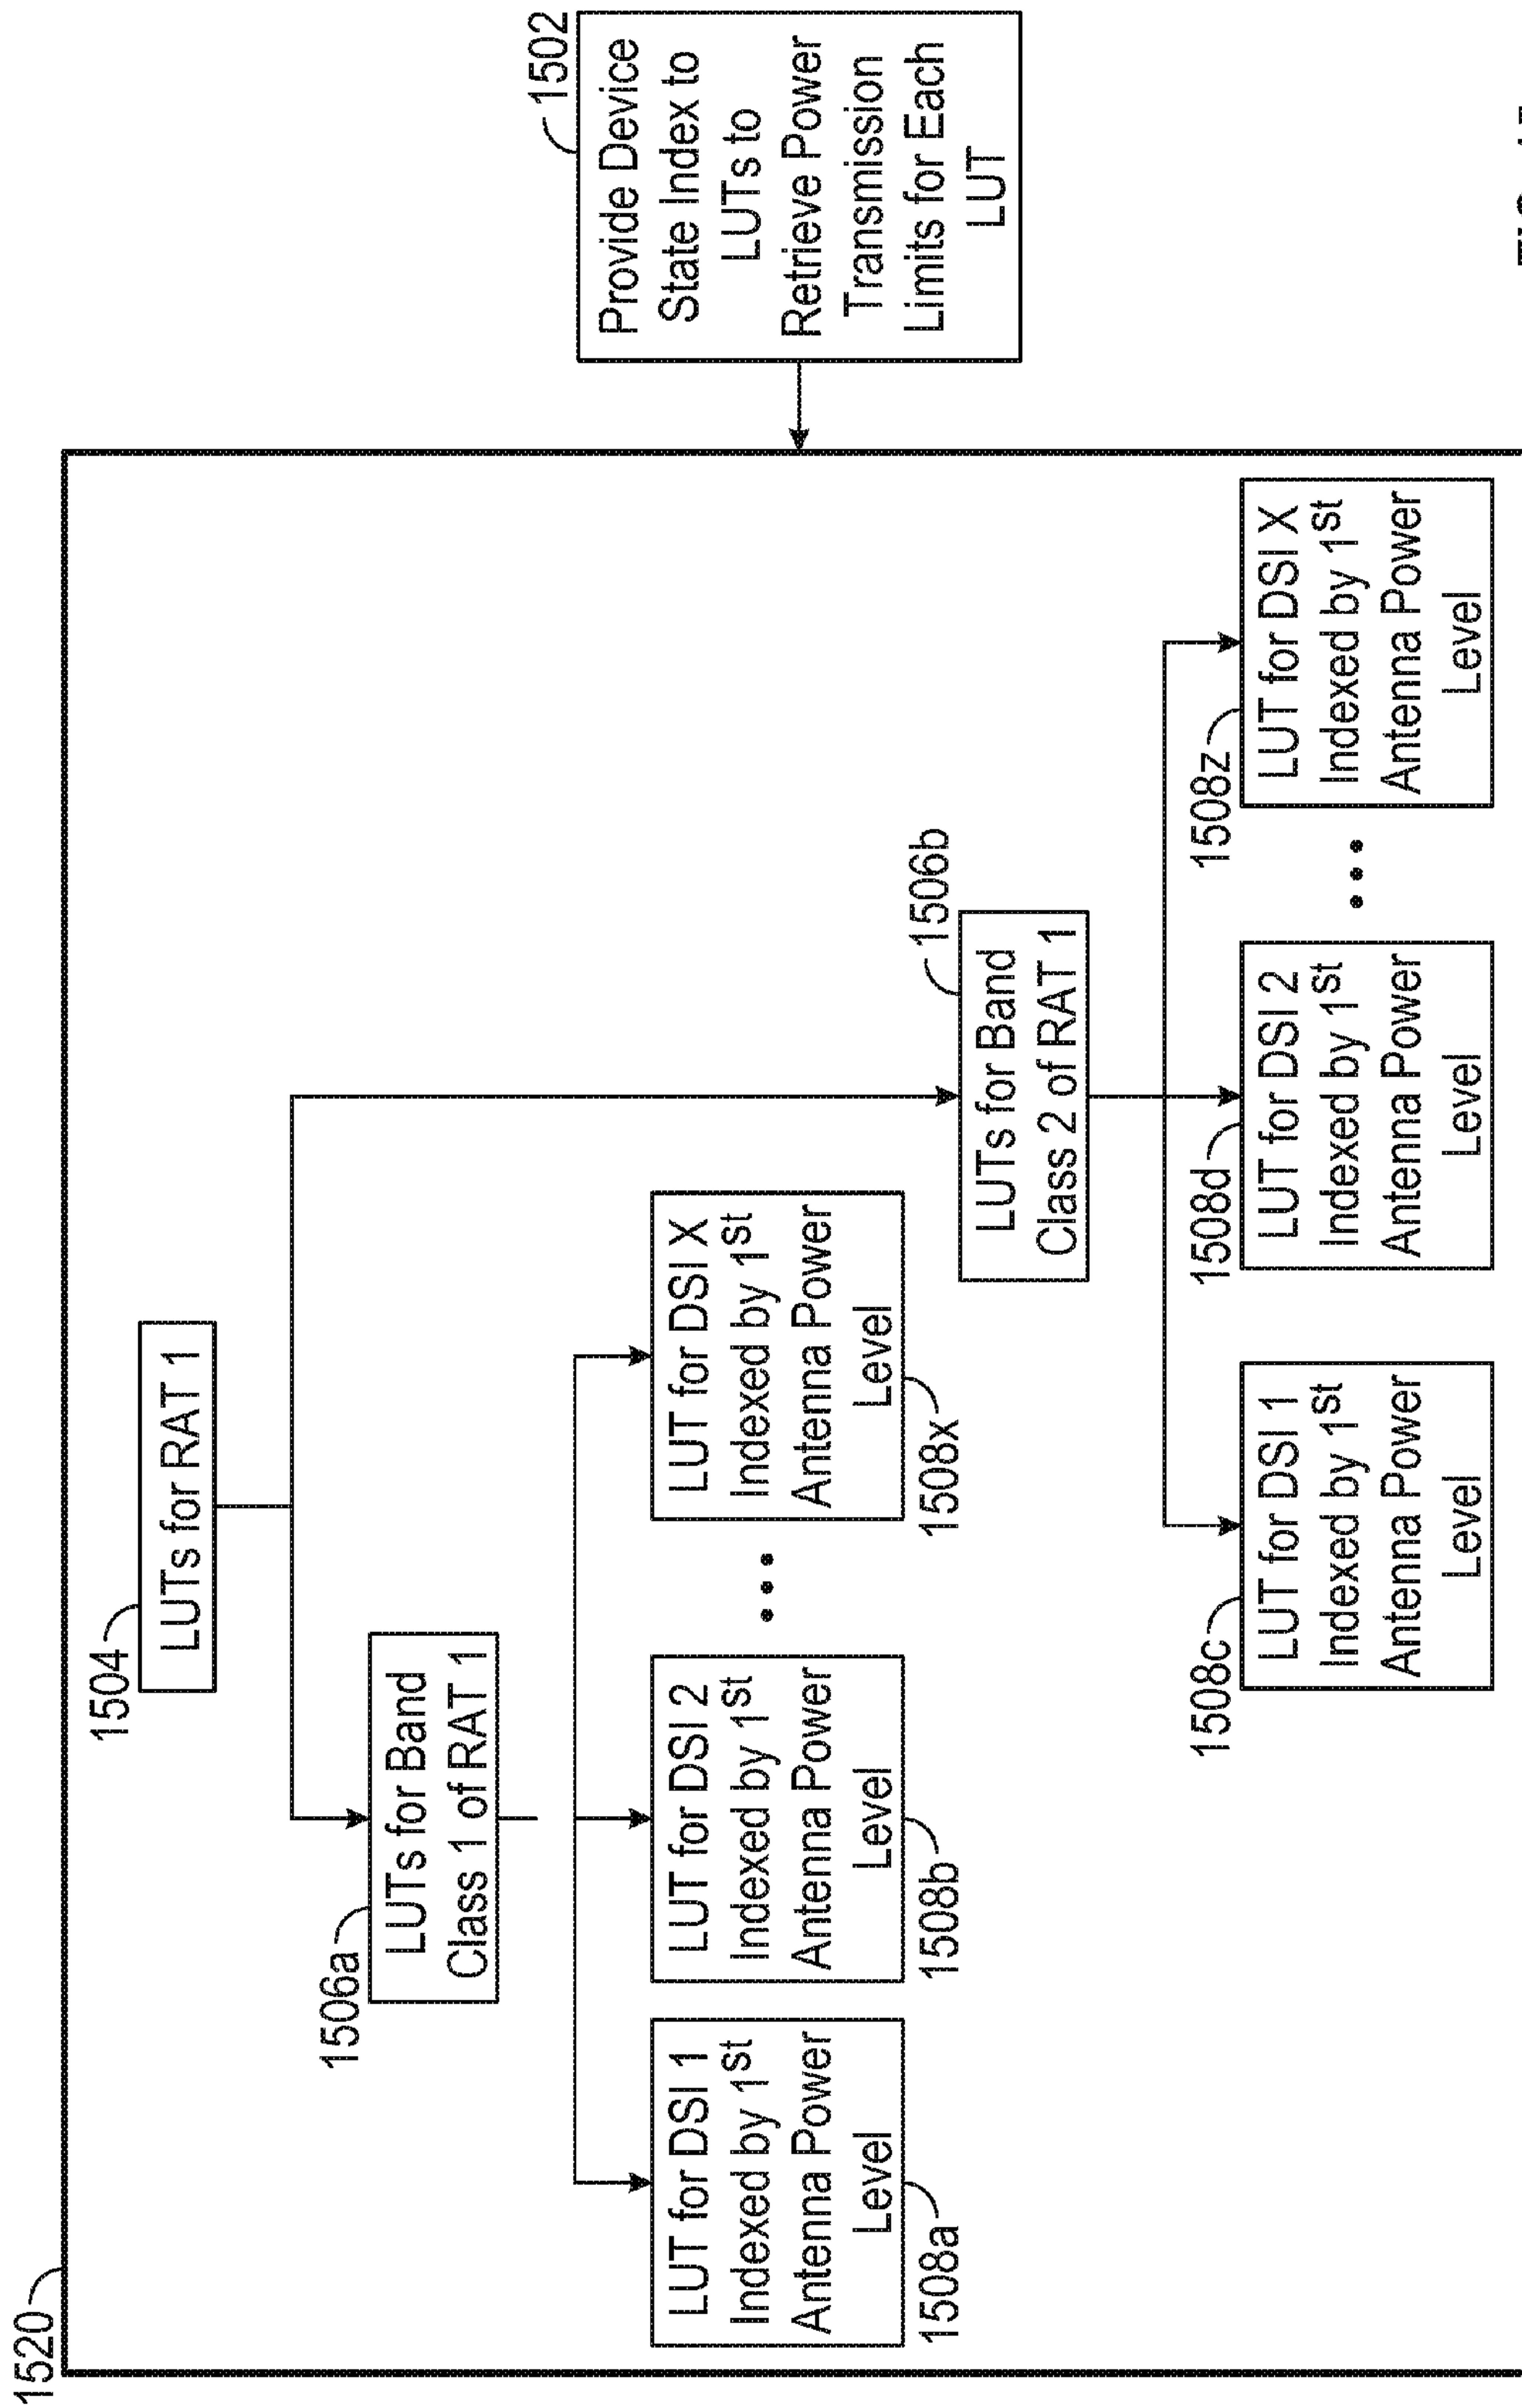 1520
1504
LUTs for RAT 1
1506a
LUTs for Band
Class 1 of RAT 1
LUT for DSI 1
Indexed by 1st
Antenna Power
Level
1508a
LUT for DSI 2
Indexed by 1st
Antenna Power
Level
1508b
...
LUT for DSI X
Indexed by 1st
Antenna Power
Level
1508x
1506b
LUTs for Band
Class 2 of RAT 1
1508c
LUT for DSI 1
Indexed by 1st
Antenna Power
Level
1508d
LUT for DSI 2
Indexed by 1st
Antenna Power
Level
...
1508z
LUT for DSI X
Indexed by 1st
Antenna Power
Level
1502
Provide Device
State Index to
LUTs to
Retrieve Power
Transmission
Limits for Each
LUT